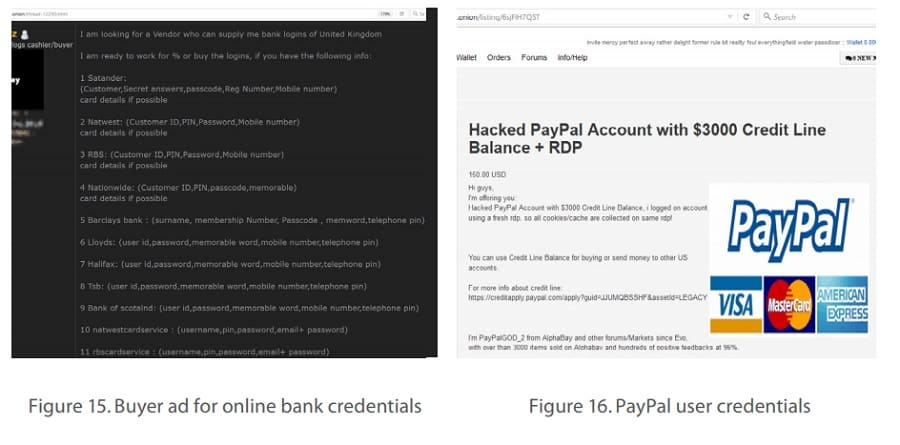 .onion/thread-12290.html
179%
logs cashier/buyer
I am looking for a Vendor who can supply me bank logins of United Kingdom
I am ready to work for % or buy the logins, if you have the following info:
1 Satander:
(Customer,Secret answers,passcode,Reg Number,Mobile number)
card details if possible
2 Natwest: (Customer ID,PIN,Password,Mobile number)
card details if possible
3 RBS: (Customer ID,PIN,Password,Mobile number)
card details if possible
4 Nationwide: (Customer ID,PIN,passcode,memorable)
card details if possible
5 Barclays bank : (surname, membership Number, Passcode , memword,telephone pin)
6 Lloyds: (user id,password,memorable word,mobile number,telephone pin)
7 Halifax: (user id,password,memorable word,mobile number,telephone pin)
8 Tsb: (user id,password,memorable word,mobile number,telephone pin)
9 Bank of scotalnd: (user id,password,memorable word,mobile number,telephone pin)
10 natwestcardservice : (username,pin,password,email+ password)
11 rbscardservice : (username,pin,password,email+ password)
Figure 15. Buyer ad for online bank credentials
.onion/listing/6sjFlH7QST
Search
invite mercy perfect away rather delight former rule bit realty foul everythingfield water passdicer :: Wallet 0.00
Wallet Orders Forums Info/Help
0 NEW
Hacked PayPal Account with $3000 Credit Line
Balance + RDP
150.00 USD
Hi guys,
I'm offering you:
Hacked PayPal Account with $3000 Credit Line Balance, i logged on account
using a fresh rdp, so all cookies/cache are collected on same rdp!
You can use Credit Line Balance for buying or send money to other US
accounts.
For more info about credit line:
https://creditapply.paypal.com/apply?guid=JJUMQBSSHF&assetId=LEGACY
I'm PayPalGOD_2 from AlphaBay and other forums/Markets since Evo,
with over 3000 items sold on Alphabay and hundreds of positive feedbacks at 96%.
PayPal
VISA
MasterCard
AMERICAN
EXPRESS
Figure 16. PayPal user credentials